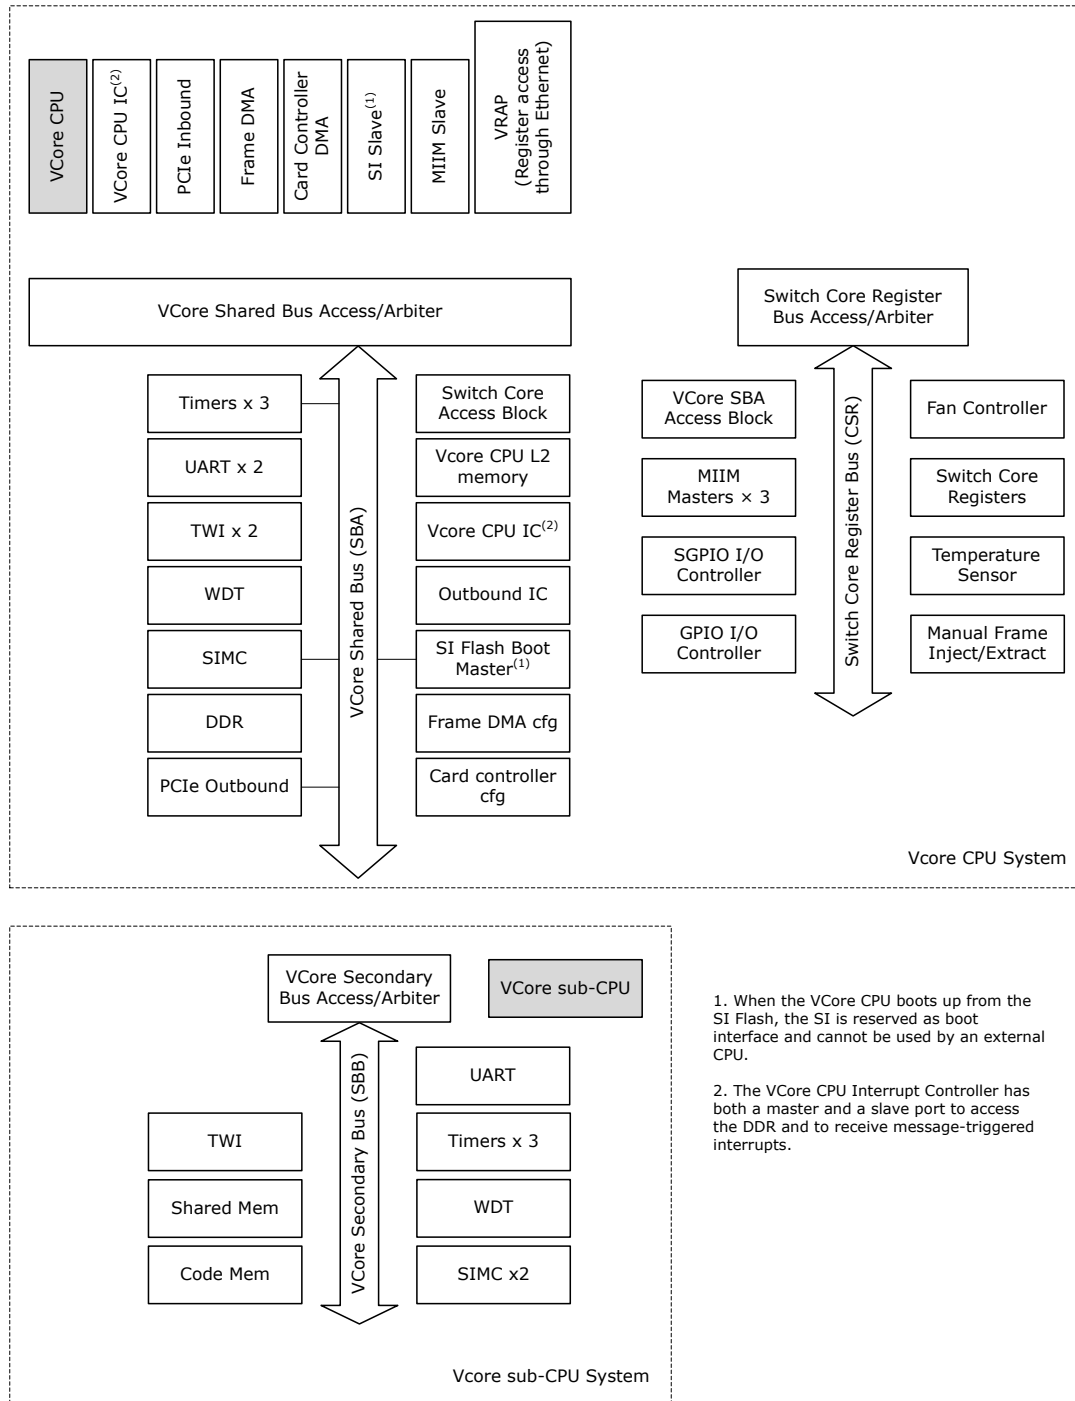 VCore CPU
VCore CPU IC(2)
PCIe Inbound
Frame DMA
Card Controller
DMA
SI Slave(1)
MIIM Slave
VRAP
(Register access
through Ethernet)
VCore Shared Bus Access/Arbiter
Switch Core Register
Bus Access/Arbiter
Timers x 3
UART x 2
TWI x 2
WDT
SIMC
DDR
PCIe Outbound
VCore Shared Bus (SBA)
Switch Core
Access Block
Vcore CPU L2
memory
Vcore CPU IC(2)
Outbound IC
SI Flash Boot
Master(1)
Frame DMA cfg
Card controller
cfg
VCore SBA
Access Block
MIIM
Masters × 3
SGPIO I/O
Controller
GPIO I/O
Controller
Switch Core Register Bus (CSR)
Fan Controller
Switch Core
Registers
Temperature
Sensor
Manual Frame
Inject/Extract
Vcore CPU System
VCore Secondary
Bus Access/Arbiter
VCore sub-CPU
TWI
Shared Mem
Code Mem
VCore Secondary Bus (SBB)
UART
Timers x 3
WDT
SIMC x2
Vcore sub-CPU System
1. When the VCore CPU boots up from the
SI Flash, the SI is reserved as boot
interface and cannot be used by an external
CPU.
2. The VCore CPU Interrupt Controller has
both a master and a slave port to access
the DDR and to receive message-triggered
interrupts.